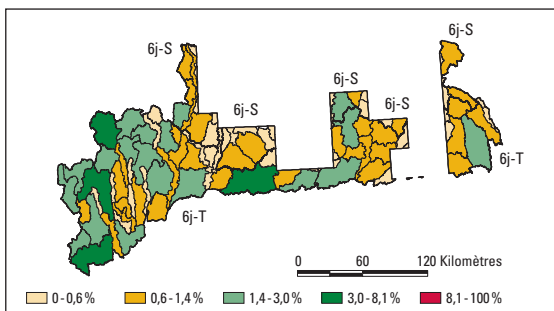 6j-S
6j-S
6j-S
6j-S
6j-S
6j-T
6j-T
0 60 120 Kilomètres
0 - 0,6 % 0,6 - 1,4 % 1,4 - 3,0 % 3,0 - 8,1 % 8,1 - 100 %